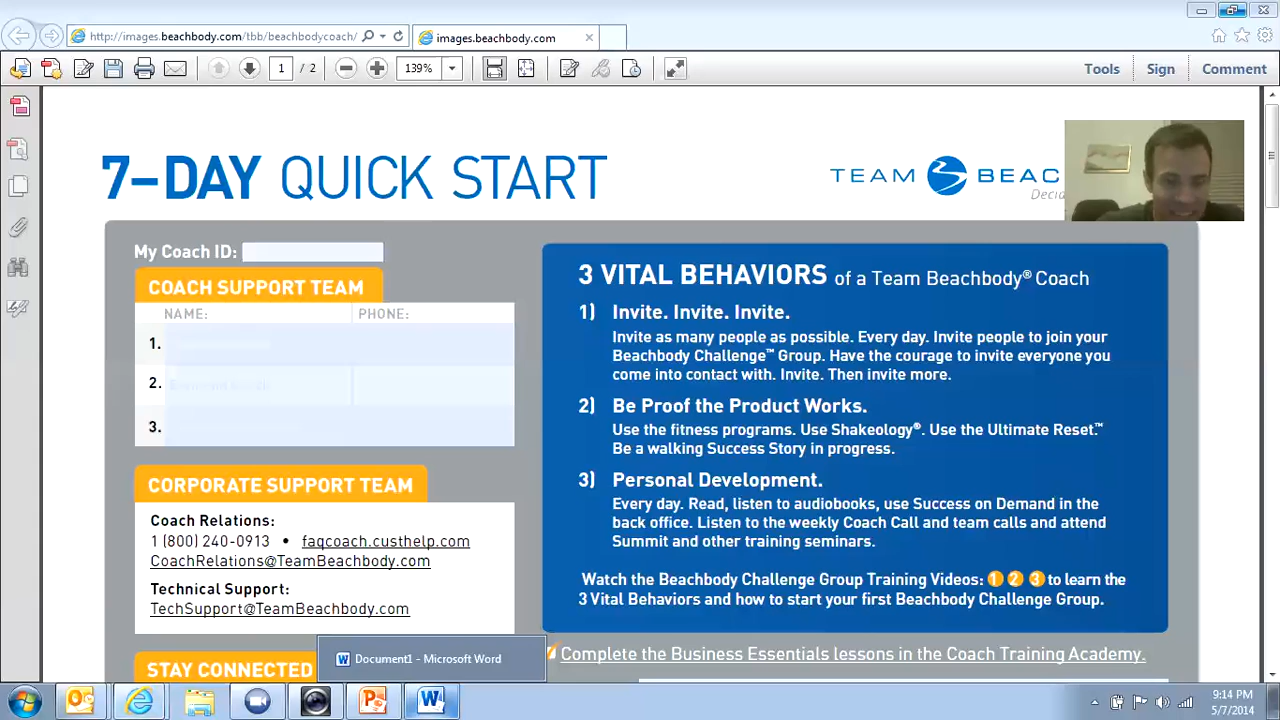 http://images.beachbody.com/tbb/beachbodycoach/
images.beachbody.com
1 / 2
139%
Tools
Sign
Comment
7-DAY QUICK START
TEAM BEAC
Decid
My Coach ID:
COACH SUPPORT TEAM
NAME:
PHONE:
1.
2.
3.
CORPORATE SUPPORT TEAM
Coach Relations:
1 (800) 240-0913 • faqcoach.custhelp.com
CoachRelations@TeamBeachbody.com
Technical Support:
TechSupport@TeamBeachbody.com
STAY CONNECTED
3 VITAL BEHAVIORS of a Team Beachbody® Coach
1) Invite. Invite. Invite.
Invite as many people as possible. Every day. Invite people to join your
Beachbody Challenge™ Group. Have the courage to invite everyone you
come into contact with. Invite. Then invite more.
2) Be Proof the Product Works.
Use the fitness programs. Use Shakeology®. Use the Ultimate Reset.™
Be a walking Success Story in progress.
3) Personal Development.
Every day. Read, listen to audiobooks, use Success on Demand in the
back office. Listen to the weekly Coach Call and team calls and attend
Summit and other training seminars.
Watch the Beachbody Challenge Group Training Videos: 1 2 3 to learn the
3 Vital Behaviors and how to start your first Beachbody Challenge Group.
Complete the Business Essentials lessons in the Coach Training Academy.
Document1 - Microsoft Word
9:14 PM
5/7/2014